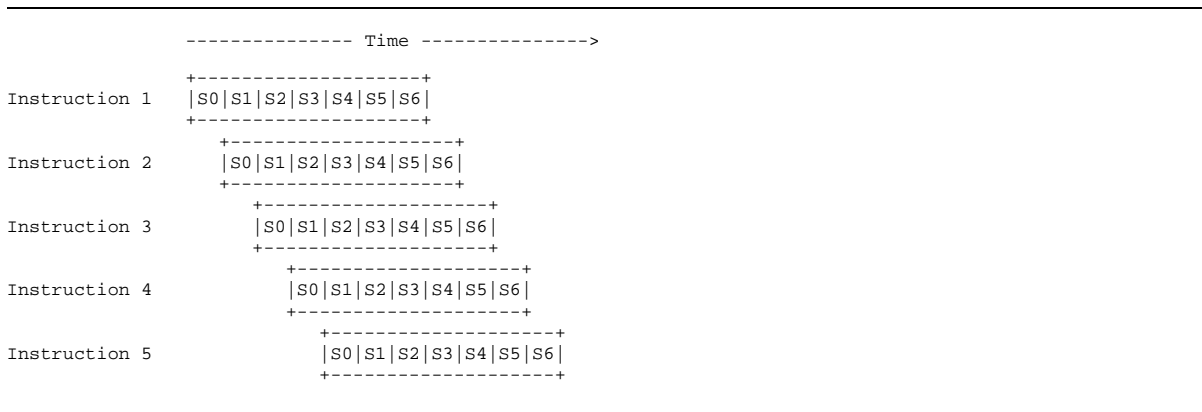 --------------- Time --------------->
+--------------------+
Instruction 1 |S0|S1|S2|S3|S4|S5|S6|
+--------------------+
+--------------------+
Instruction 2 |S0|S1|S2|S3|S4|S5|S6|
+--------------------+
+--------------------+
Instruction 3 |S0|S1|S2|S3|S4|S5|S6|
+--------------------+
+--------------------+
Instruction 4 |S0|S1|S2|S3|S4|S5|S6|
+--------------------+
+--------------------+
Instruction 5 |S0|S1|S2|S3|S4|S5|S6|
+--------------------+